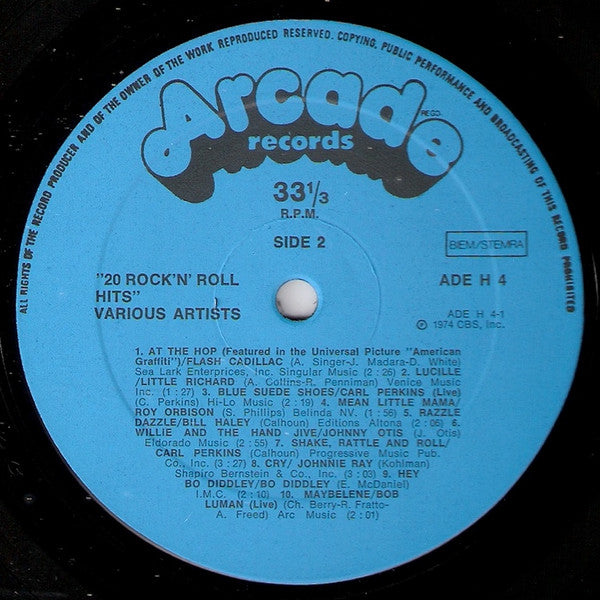 ALL RIGHTS OF THE RECORD PRODUCER AND OF THE OWNER OF THE WORK REPRODUCED RESERVED. COPYING, PUBLIC PERFORMANCE AND BROADCASTING OF THIS RECORD PROHIBITED
Arcade
REGD.
records
33 1/3
R.P.M.
SIDE 2
BIEM/STEMRA
"20 ROCK'N' ROLL
HITS"
VARIOUS ARTISTS
ADE H 4
ADE H 4-1
℗ 1974 CBS, Inc.
1. AT THE HOP (Featured in the Universal Picture "American
Graffiti")/FLASH CADILLAC (A. Singer-J. Madara-D. White)
Sea Lark Enterprizes, Inc. Singular Music (2 : 26) 2. LUCILLE
/LITTLE RICHARD (A. Collins-R. Penniman) Venice Music
Inc. (1 : 27) 3. BLUE SUEDE SHOES/CARL PERKINS (Live)
(C. Perkins) Hi-Lo Music (2 : 19) 4. MEAN LITTLE MAMA/
ROY ORBISON (S. Phillips) Belinda NV. (1 : 56) 5. RAZZLE
DAZZLE/BILL HALEY (Calhoun) Editions Altona (2 : 06) 6.
WILLIE AND THE HAND JIVE/JOHNNY OTIS (J. Otis)
Eldorado Music (2 : 55) 7. SHAKE, RATTLE AND ROLL/
CARL PERKINS (Calhoun) Progressive Music Pub.
Co., Inc. (3 : 27) 8. CRY/ JOHNNIE RAY (Kohlman)
Shapiro Bernstein & Co., Inc. (3 : 03) 9. HEY
BO DIDDLEY/BO DIDDLEY (E. McDaniel)
I.M.C. (2 : 10) 10. MAYBELENE/BOB
LUMAN (Live) (Ch. Berry-R. Fratto-
A. Freed) Arc Music (2 : 01)